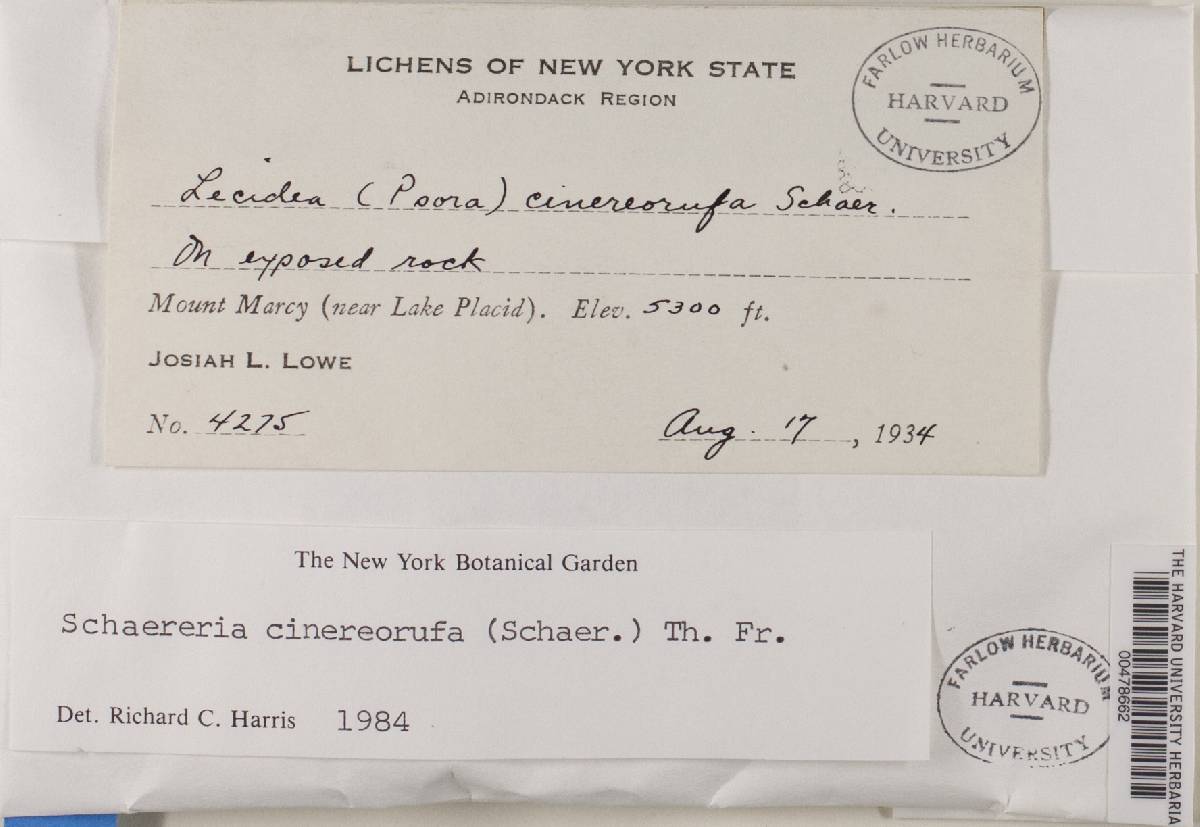 LICHENS OF NEW YORK STATE
ADIRONDACK REGION
FARLOW HERBARIUM
HARVARD
UNIVERSITY
Lecidea (Psora) cinereorufa Schaer.
On exposed rock
Mount Marcy (near Lake Placid). Elev. 5300 ft.
JOSIAH L. LOWE
No. 4275
Aug. 17, 1934
The New York Botanical Garden
Schaereria cinereorufa (Schaer.) Th. Fr.
Det. Richard C. Harris 1984
FARLOW HERBARIUM
HARVARD
UNIVERSITY
THE HARVARD UNIVERSITY HERBARIA
00478662